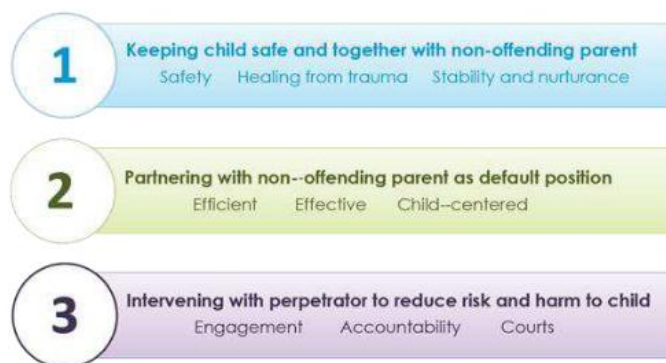 1
Keeping child safe and together with non-offending parent
Safety Healing from trauma Stability and nurturance
2
Partnering with non--offending parent as default position
Efficient Effective Child--centered
3
Intervening with perpetrator to reduce risk and harm to child
Engagement Accountability Courts